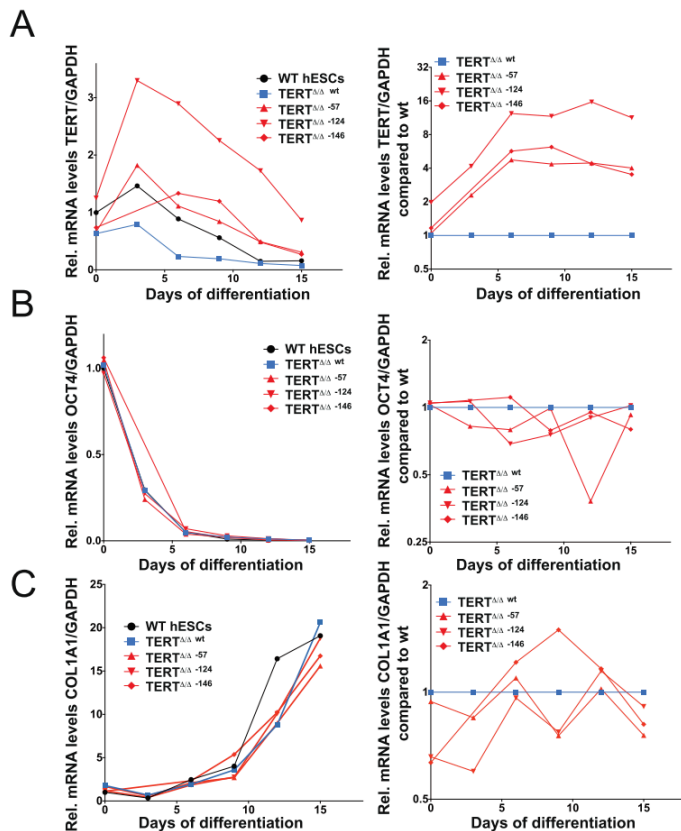 A
Rel. mRNA levels TERT/GAPDH
3
2
1
0
0
5
10
15
Days of differentiation
WT hESCs
TERTΔ/Δ wt
TERTΔ/Δ -57
TERTΔ/Δ -124
TERTΔ/Δ -146
Rel. mRNA levels TERT/GAPDH
compared to wt
32
16
8
4
2
1
0.5
0
5
10
15
Days of differentiation
TERTΔ/Δ wt
TERTΔ/Δ -57
TERTΔ/Δ -124
TERTΔ/Δ -146
B
Rel. mRNA levels OCT4/GAPDH
1.0
0.5
0.0
0
5
10
15
Days of differentiation
WT hESCs
TERTΔ/Δ wt
TERTΔ/Δ -57
TERTΔ/Δ -124
TERTΔ/Δ -146
Rel. mRNA levels OCT4/GAPDH
compared to wt
2
1
0.5
0.25
0
5
10
15
Days of differentiation
TERTΔ/Δ wt
TERTΔ/Δ -57
TERTΔ/Δ -124
TERTΔ/Δ -146
C
Rel. mRNA levels COL1A1/GAPDH
25
20
15
10
5
0
0
5
10
15
Days of differentiation
WT hESCs
TERTΔ/Δ wt
TERTΔ/Δ -57
TERTΔ/Δ -124
TERTΔ/Δ -146
Rel. mRNA levels COL1A1/GAPDH
compared to wt
2
1
0.5
0
5
10
15
Days of differentiation
TERTΔ/Δ wt
TERTΔ/Δ -57
TERTΔ/Δ -124
TERTΔ/Δ -146